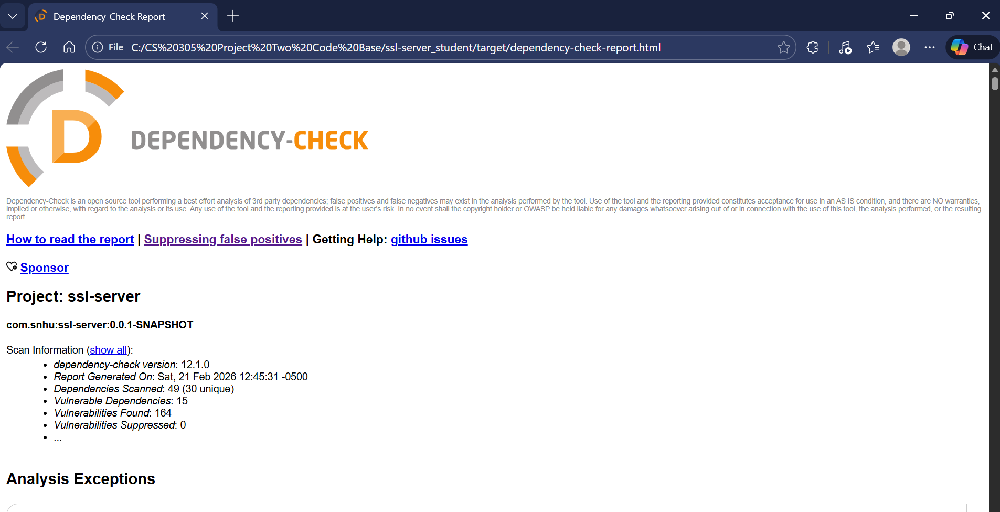 Dependency-Check Report
File C:/CS%20305%20Project%20Two%20Code%20Base/ssl-server_student/target/dependency-check-report.html
Chat
D
DEPENDENCY-CHECK
Dependency-Check is an open source tool performing a best effort analysis of 3rd party dependencies; false positives and false negatives may exist in the analysis performed by the tool. Use of the tool and the reporting provided constitutes acceptance for use in an AS IS condition, and there are NO warranties,
implied or otherwise, with regard to the analysis or its use. Any use of the tool and the reporting provided is at the user's risk. In no event shall the copyright holder or OWASP be held liable for any damages whatsoever arising out of or in connection with the use of this tool, the analysis performed, or the resulting
report.
How to read the report | Suppressing false positives | Getting Help: github issues
Sponsor
Project: ssl-server
com.snhu:ssl-server:0.0.1-SNAPSHOT
Scan Information (show all):
• dependency-check version: 12.1.0
• Report Generated On: Sat, 21 Feb 2026 12:45:31 -0500
• Dependencies Scanned: 49 (30 unique)
• Vulnerable Dependencies: 15
• Vulnerabilities Found: 164
• Vulnerabilities Suppressed: 0
• ...
Analysis Exceptions